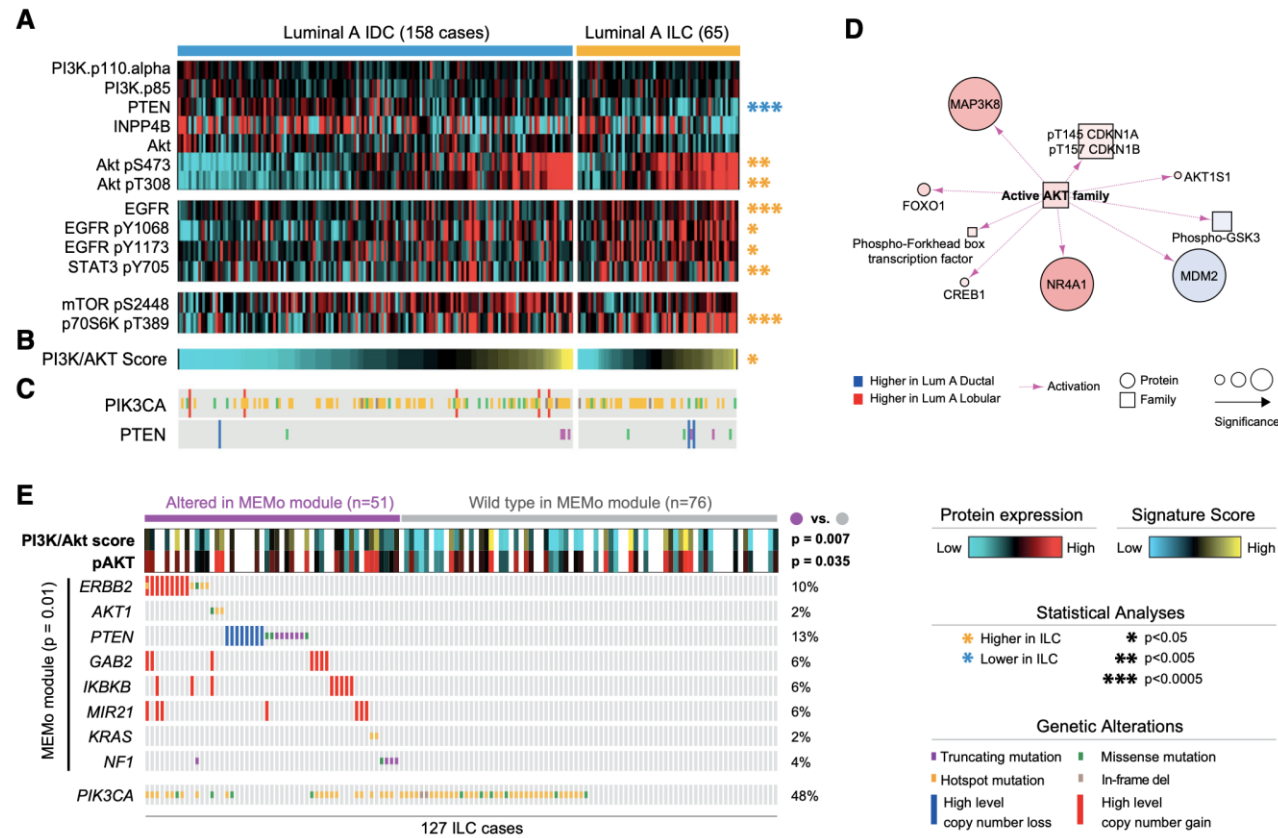 A
Luminal A IDC (158 cases)
Luminal A ILC (65)
PI3K.p110.alpha
PI3K.p85
PTEN
***
INPP4B
Akt
Akt pS473
**
Akt pT308
**
EGFR
***
EGFR pY1068
*
EGFR pY1173
*
STAT3 pY705
**
mTOR pS2448
p70S6K pT389
***
B
PI3K/AKT Score
*
C
PIK3CA
PTEN
D
MAP3K8
pT145 CDKN1A
pT157 CDKN1B
AKT1S1
FOXO1
Active AKT family
Phospho-Forkhead box
transcription factor
Phospho-GSK3
CREB1
NR4A1
MDM2
Higher in Lum A Ductal
Higher in Lum A Lobular
Activation
Protein
Family
Significance
E
Altered in MEMo module (n=51)
Wild type in MEMo module (n=76)
vs.
PI3K/Akt score
p = 0.007
pAKT
p = 0.035
MEMo module (p = 0.01)
ERBB2
10%
AKT1
2%
PTEN
13%
GAB2
6%
IKBKB
6%
MIR21
6%
KRAS
2%
NF1
4%
PIK3CA
48%
127 ILC cases
Protein expression
Low
High
Signature Score
Low
High
Statistical Analyses
* Higher in ILC
* Lower in ILC
* p<0.05
** p<0.005
*** p<0.0005
Genetic Alterations
Truncating mutation
Missense mutation
Hotspot mutation
In-frame del
High level
copy number loss
High level
copy number gain